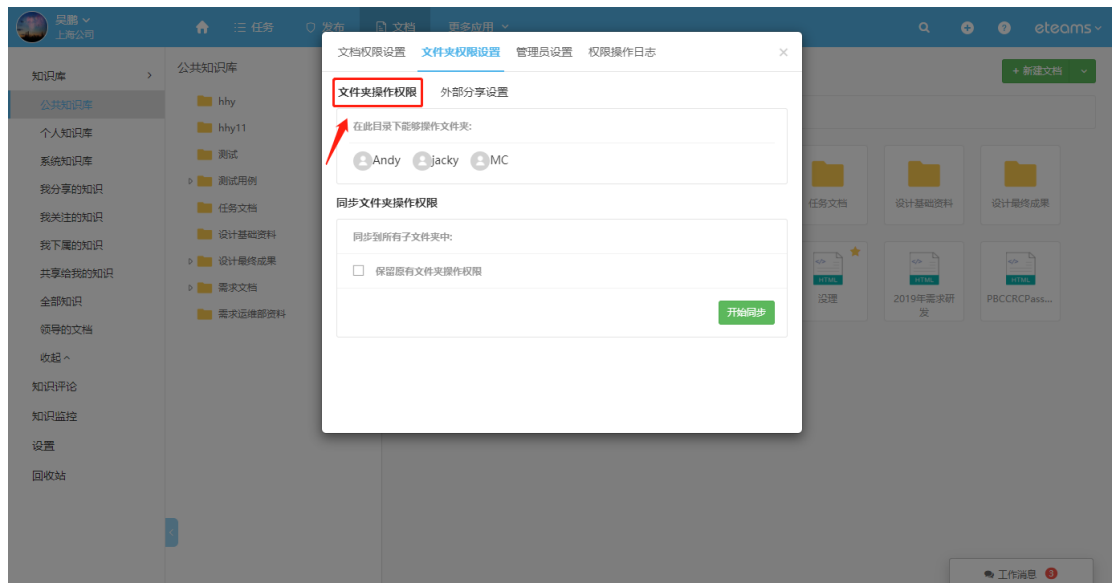 吴鹏
上海公司
任务
发布
文档
更多应用
eteams
知识库
公共知识库
个人知识库
系统知识库
我分享的知识
我关注的知识
我下属的知识
共享给我的知识
全部知识
领导的文档
收起
知识评论
知识监控
设置
回收站
公共知识库
hhy
hhy11
测试
测试用例
任务文档
设计基础资料
设计最终成果
需求文档
需求运维部资料
文档权限设置 文件夹权限设置 管理员设置 权限操作日志 ×
文件夹操作权限 外部分享设置
在此目录下能够操作文件夹:
Andy jacky MC
同步文件夹操作权限
同步到所有子文件夹中:
保留原有文件夹操作权限
开始同步
+ 新建文档
任务文档 设计基础资料 设计最终成果
HTML HTML HTML
没理 2019年需求研发 PBCCRCPass...
工作消息 3